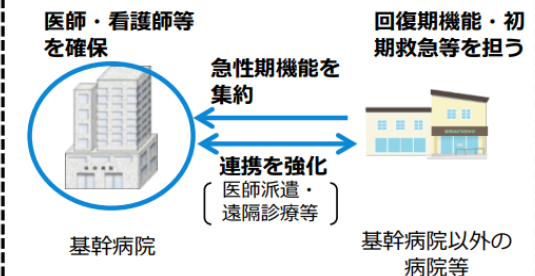 医師・看護師等
を確保
回復期機能・初
期救急等を担う
急性期機能を
集約
連携を強化
医師派遣・
遠隔診療等
基幹病院
基幹病院以外の
病院等